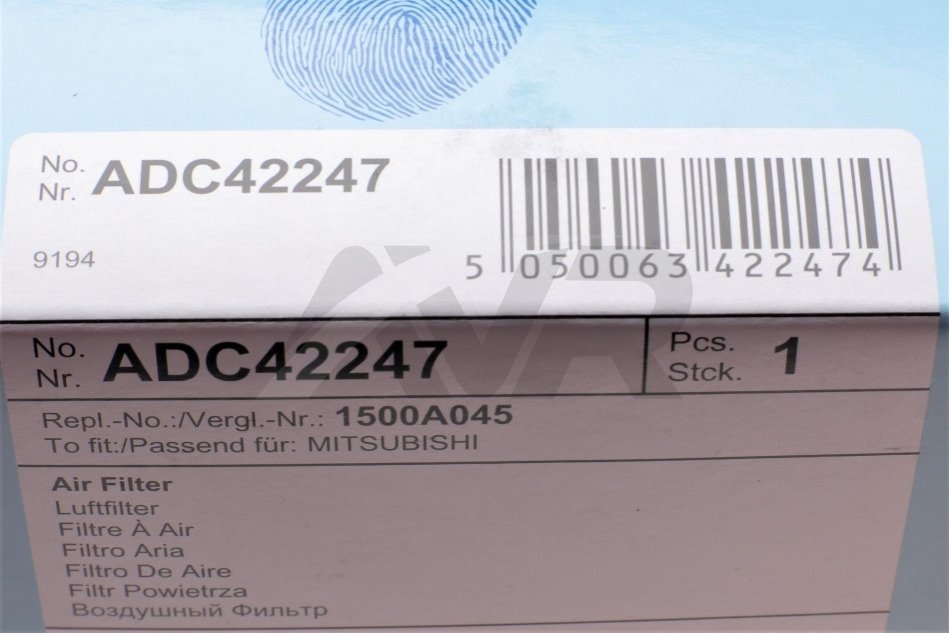 No.
Nr. ADC42247
9194
5 050063 422474
AVR
No.
Nr. ADC42247
Pcs.
Stck. 1
Repl.-No.:/Vergl.-Nr.: 1500A045
To fit:/Passend für: MITSUBISHI
Air Filter
Luftfilter
Filtre À Air
Filtro Aria
Filtro De Aire
Filtr Powietrza
Воздушный Фильтр